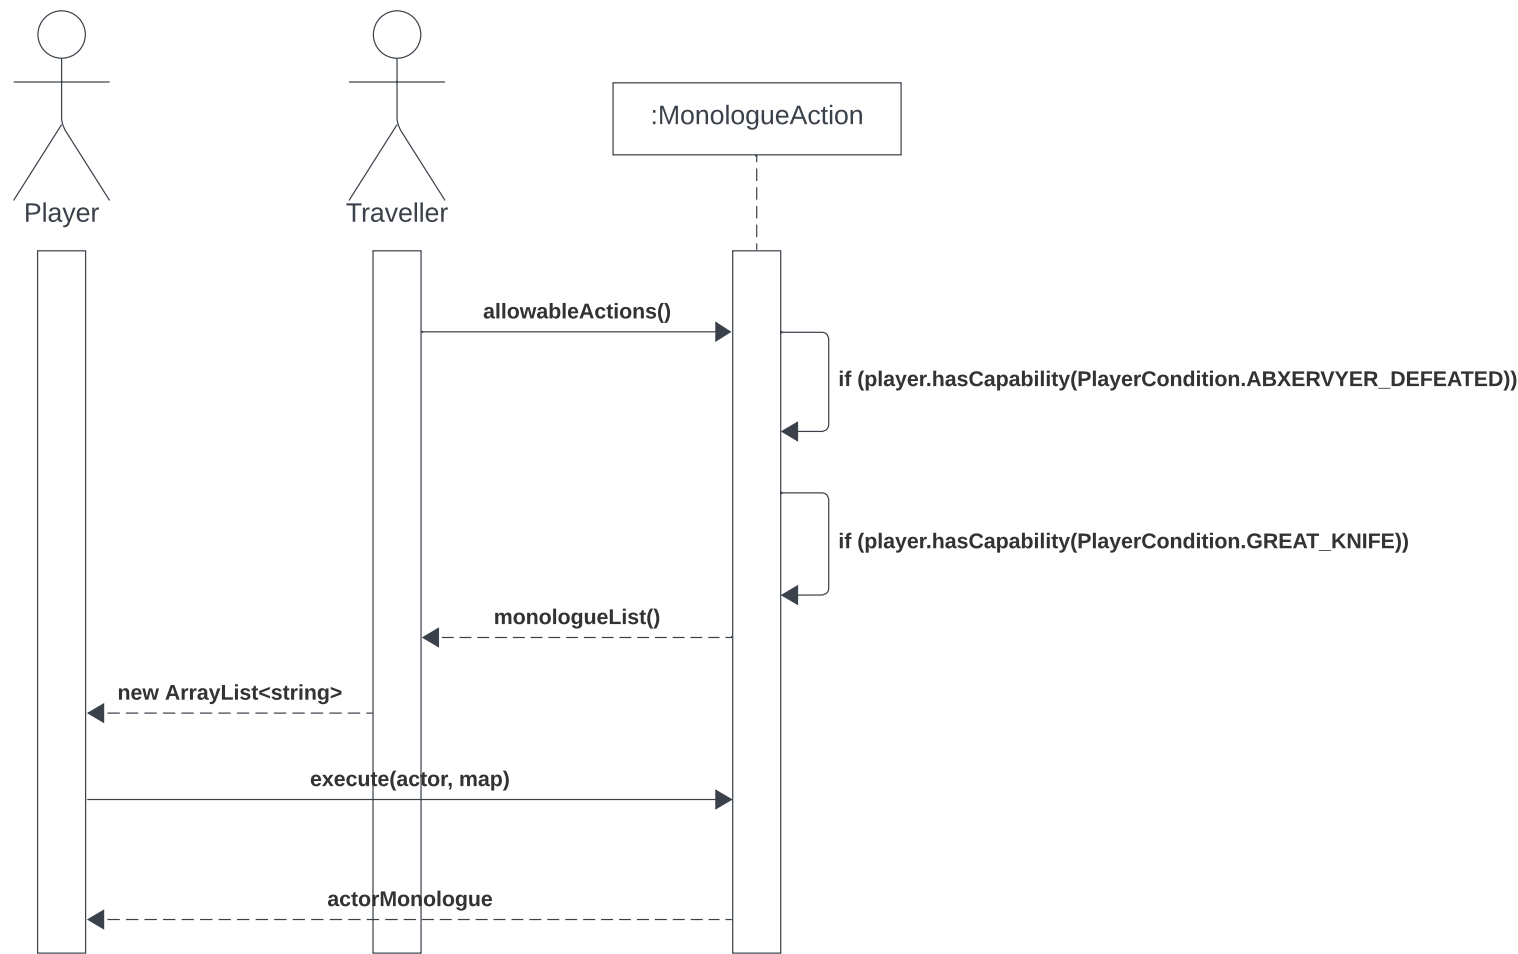 Player
Traveller
:MonologueAction
allowableActions()
if (player.hasCapability(PlayerCondition.ABXERVYER_DEFEATED))
if (player.hasCapability(PlayerCondition.GREAT_KNIFE))
monologueList()
new ArrayList<string>
execute(actor, map)
actorMonologue